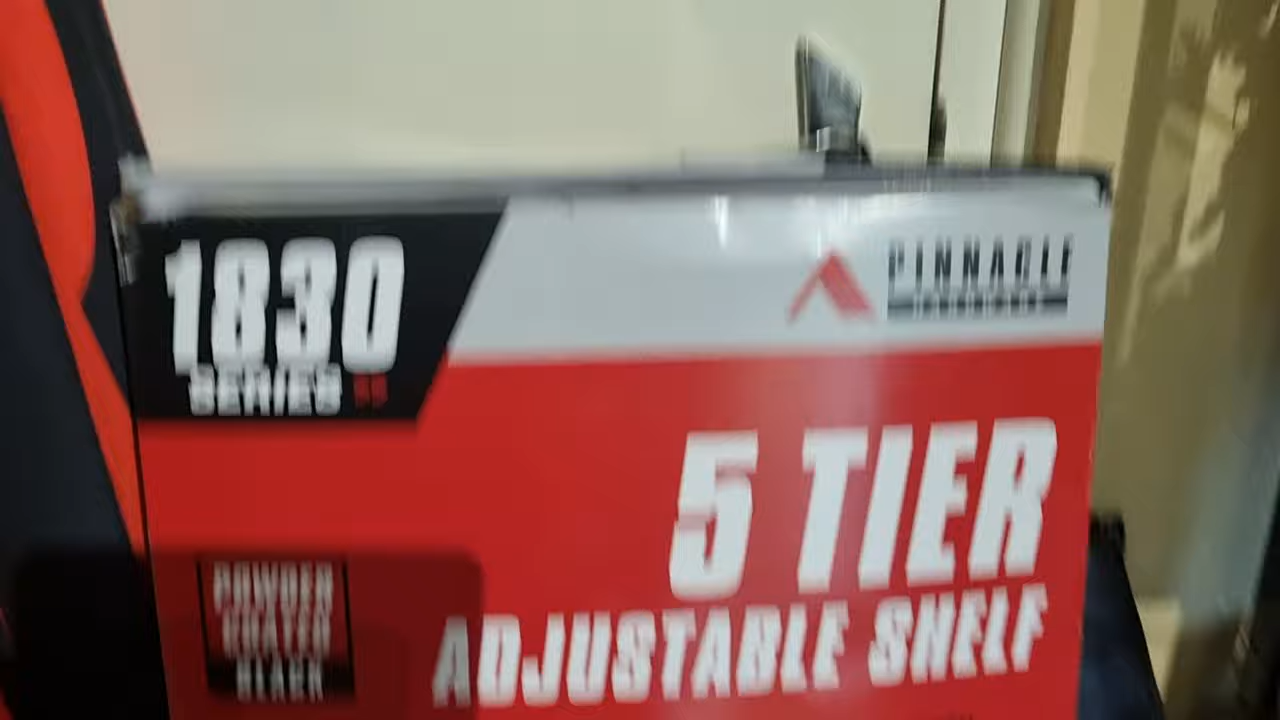 1830
SERIES
PINNACLE
5 TIER
ADJUSTABLE SHELF
POWDER
COATED
BLACK